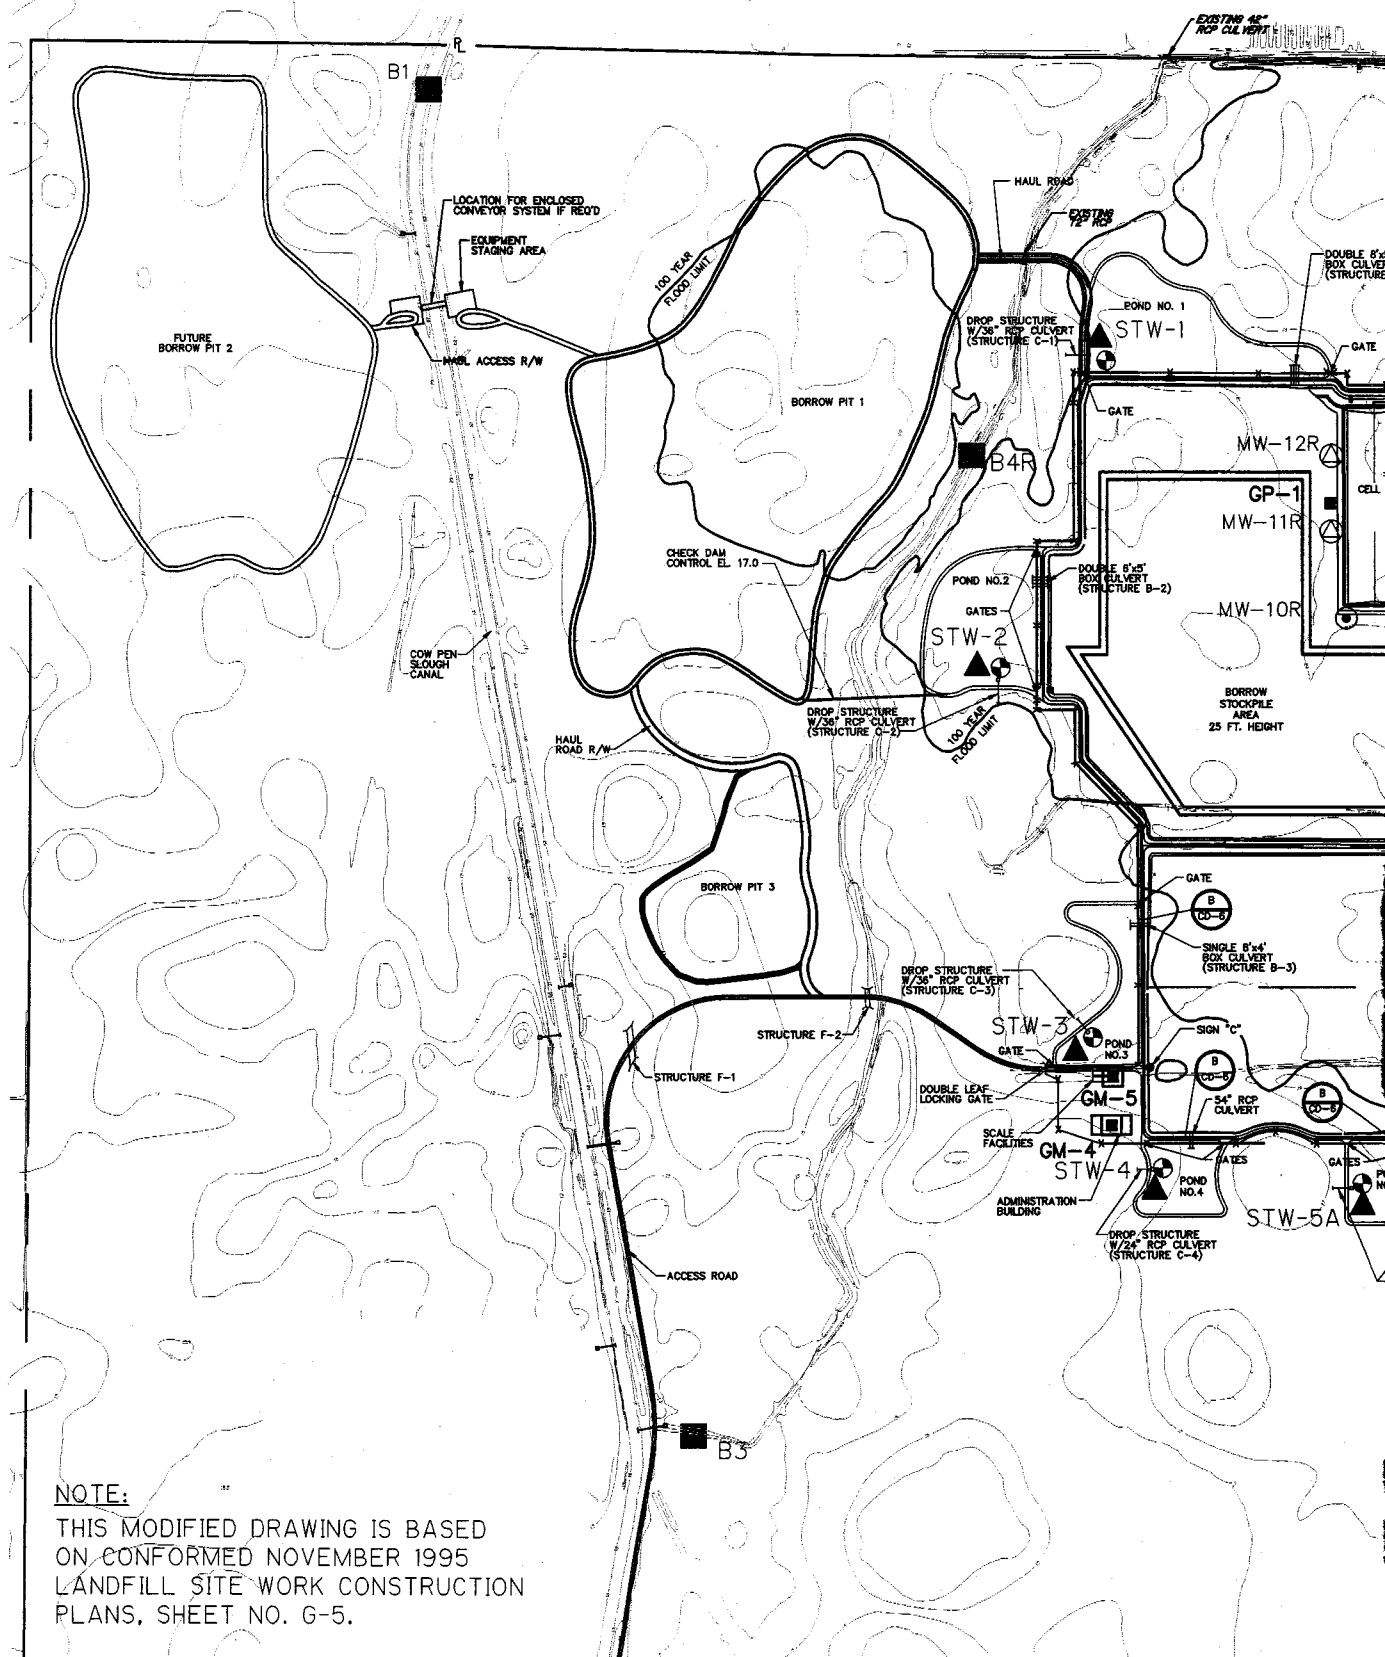 EXISTING 42"
RCP CULVERT
P
L
B1
LOCATION FOR ENCLOSED
CONVEYOR SYSTEM IF REQ'D
EQUIPMENT
STAGING AREA
HAUL ROAD
EXISTING
72" RCP
100 YEAR
FLOOD LIMIT
DOUBLE 8'x
BOX CULVE
(STRUCTURE
POND NO. 1
STW-1
DROP STRUCTURE
W/36" RCP CULVERT
(STRUCTURE C-1)
FUTURE
BORROW PIT 2
HAUL ACCESS R/W
GATE
BORROW PIT 1
GATE
MW-12R
B4R
GP-1
CELL
MW-11R
CHECK DAM
CONTROL EL. 17.0
POND NO.2
DOUBLE 8'x5'
BOX CULVERT
(STRUCTURE B-2)
GATES
MW-10R
STW-2
COW PEN
SLOUGH
CANAL
BORROW
STOCKPILE
AREA
25 FT. HEIGHT
DROP STRUCTURE
W/36" RCP CULVERT
(STRUCTURE C-2)
100 YEAR
FLOOD LIMIT
HAUL
ROAD R/W
BORROW PIT 3
GATE
B
CD-6
SINGLE 8'x4'
BOX CULVERT
(STRUCTURE B-3)
DROP STRUCTURE
W/36" RCP CULVERT
(STRUCTURE C-3)
STW-3
STRUCTURE F-2
SIGN "C"
GATE
POND
NO.3
STRUCTURE F-1
B
CD-6
DOUBLE LEAF
LOCKING GATE
GM-5
54" RCP
CULVERT
B
CD-6
SCALE
FACILITIES
GM-4
STW-4
GATES
GATES
POND
NO.4
P
N
ADMINISTRATION
BUILDING
STW-5A
DROP STRUCTURE
W/24" RCP CULVERT
(STRUCTURE C-4)
ACCESS ROAD
B3
NOTE:
THIS MODIFIED DRAWING IS BASED
ON CONFORMED NOVEMBER 1995
LANDFILL SITE WORK CONSTRUCTION
PLANS, SHEET NO. G-5.